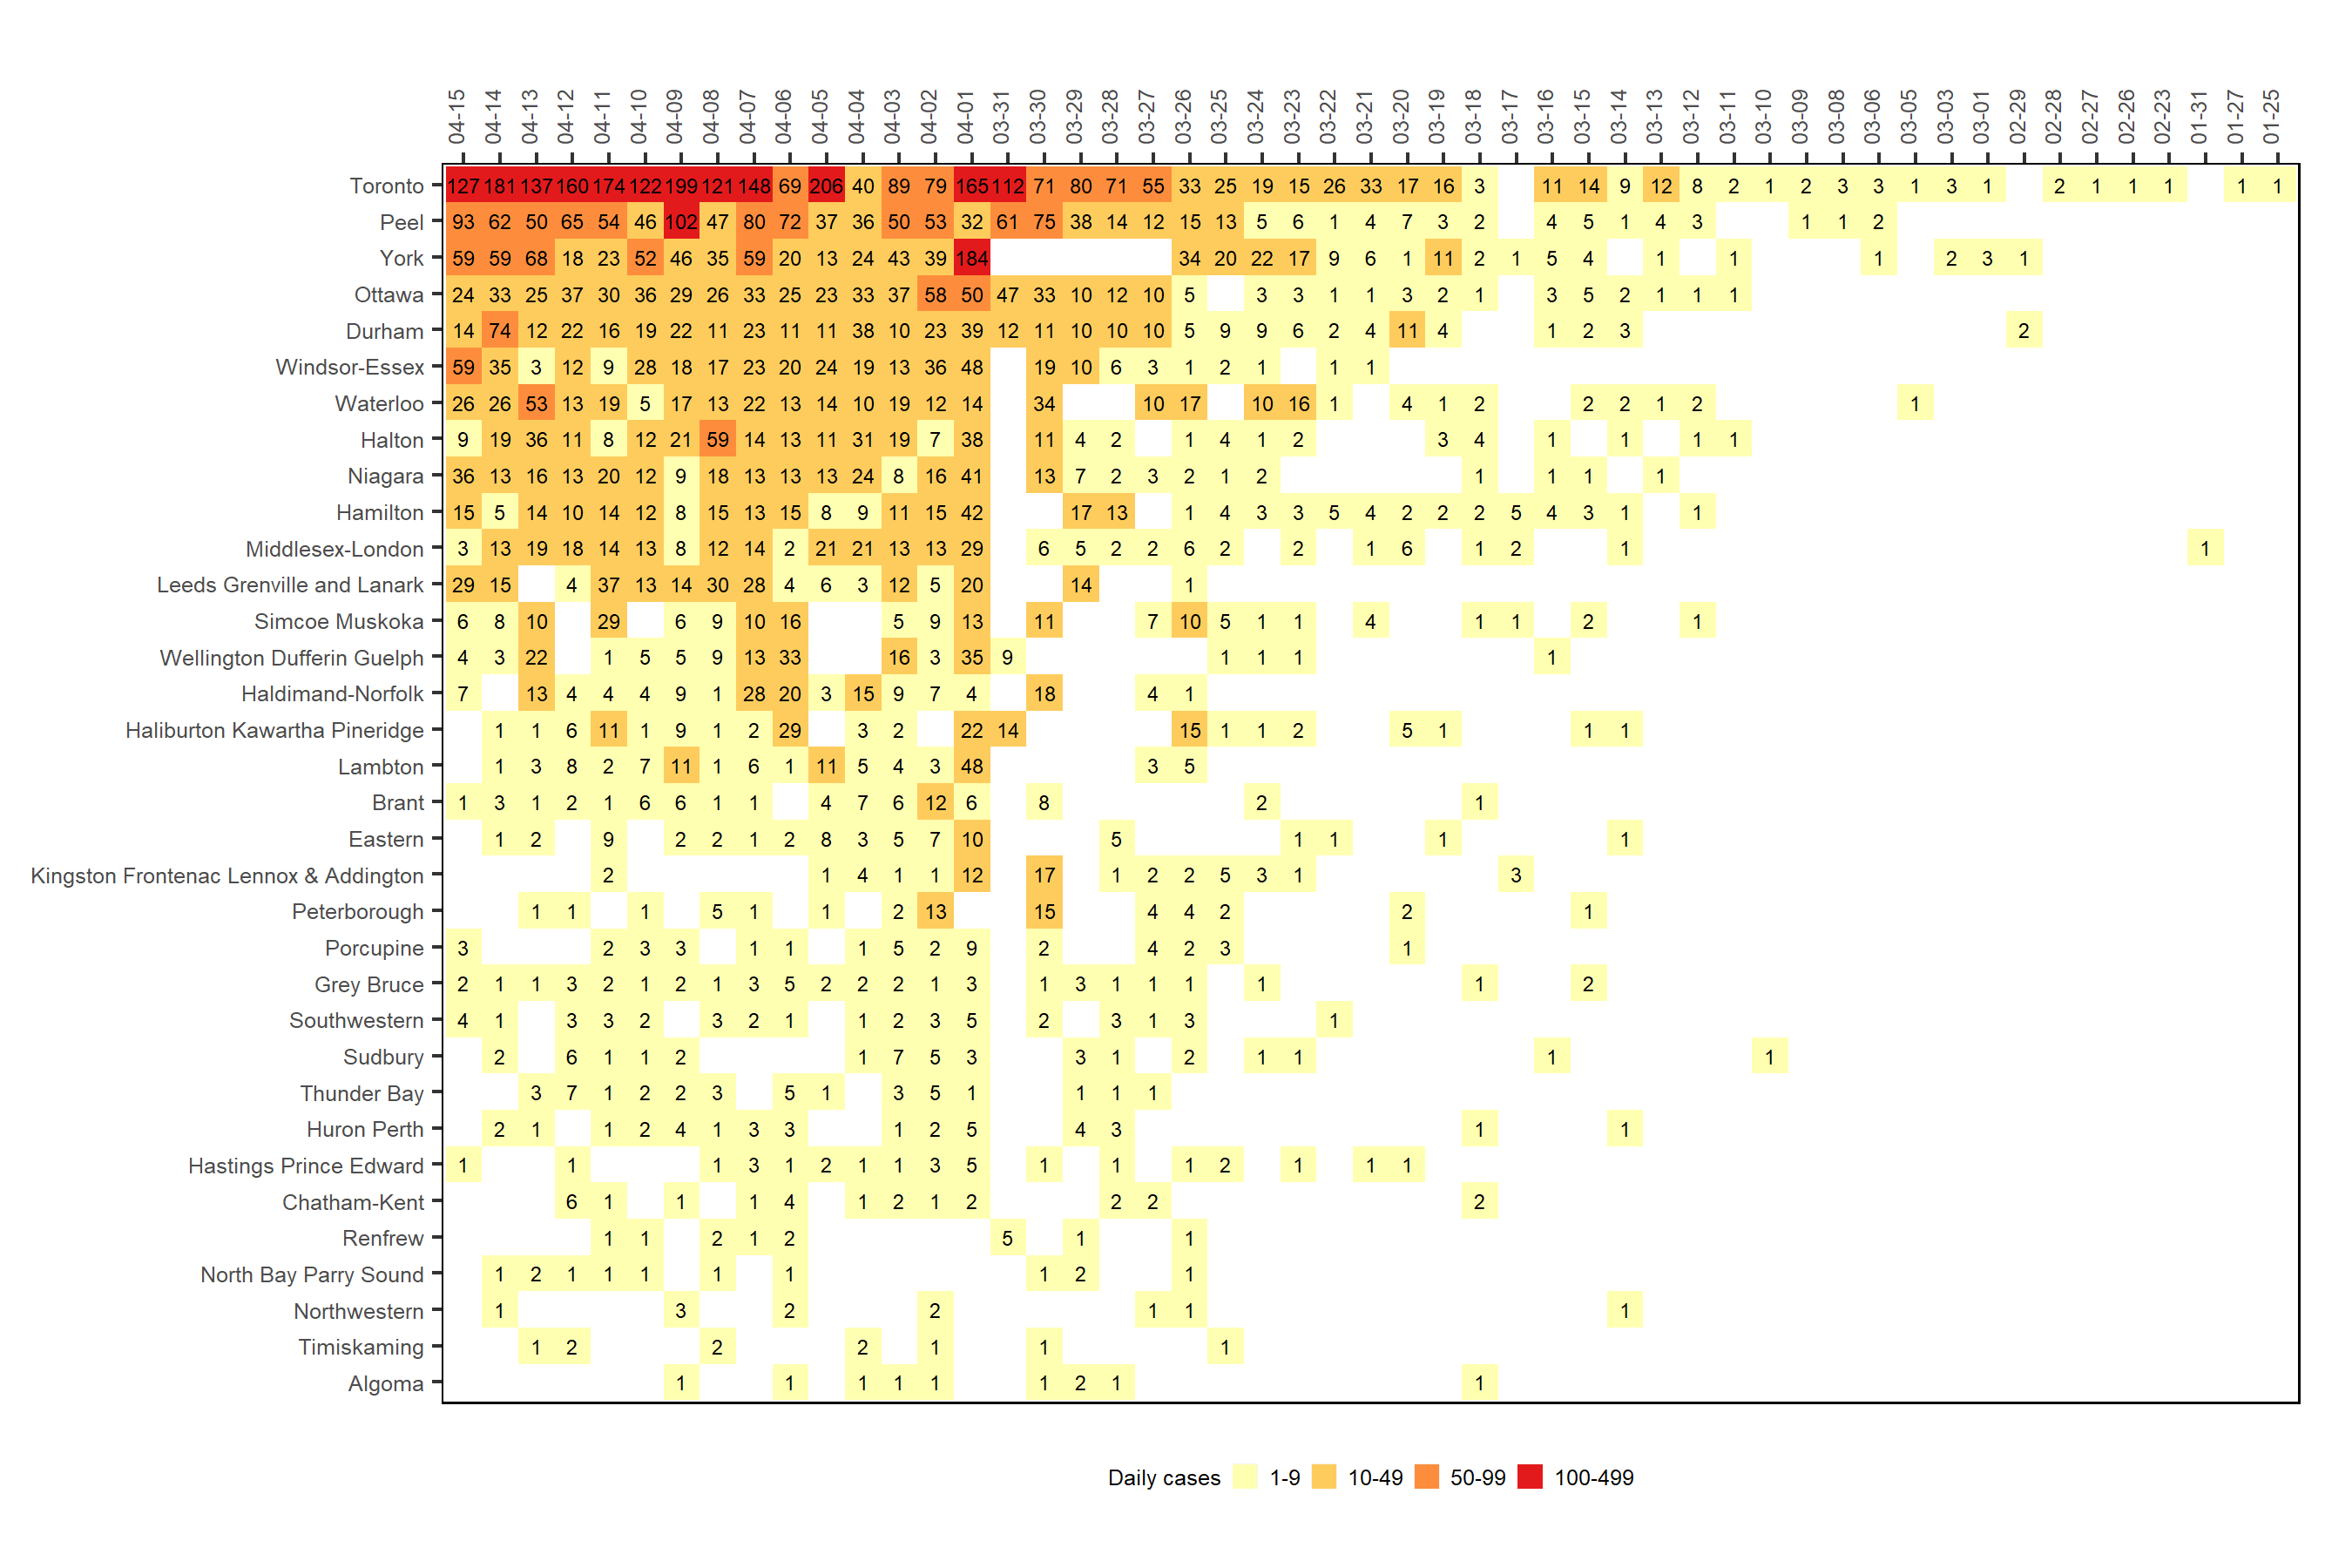 04-15 04-14 04-13 04-12 04-11 04-10 04-09 04-08 04-07 04-06 04-05 04-04 04-03 04-02 04-01 03-31 03-30 03-29 03-28 03-27 03-26 03-25 03-24 03-23 03-22 03-21 03-20 03-19 03-18 03-17 03-16 03-15 03-14 03-13 03-12 03-11 03-10 03-09 03-08 03-06 03-05 03-03 03-01 02-29 02-28 02-27 02-26 02-23 01-31 01-27 01-25
Toronto 127 181 137 160 174 122 199 121 148 69 206 40 89 79 165 112 71 80 71 55 33 25 19 15 26 33 17 16 3 11 14 9 12 8 2 1 2 3 3 1 3 1 2 1 1 1 1 1
Peel 93 62 50 65 54 46 102 47 80 72 37 36 50 53 32 61 75 38 14 12 15 13 5 6 1 4 7 3 2 4 5 1 4 3 1 1 2
York 59 59 68 18 23 52 46 35 59 20 13 24 43 39 184 34 20 22 17 9 6 1 11 2 1 5 4 1 1 1 2 3 1
Ottawa 24 33 25 37 30 36 29 26 33 25 23 33 37 58 50 47 33 10 12 10 5 3 3 1 1 3 2 1 3 5 2 1 1 1
Durham 14 74 12 22 16 19 22 11 23 11 11 38 10 23 39 12 11 10 10 10 5 9 9 6 2 4 11 4 1 2 3 2
Windsor-Essex 59 35 3 12 9 28 18 17 23 20 24 19 13 36 48 19 10 6 3 1 2 1 1 1
Waterloo 26 26 53 13 19 5 17 13 22 13 14 10 19 12 14 34 10 17 10 16 1 4 1 2 2 2 1 2 1
Halton 9 19 36 11 8 12 21 59 14 13 11 31 19 7 38 11 4 2 1 4 1 2 3 4 1 1 1 1
Niagara 36 13 16 13 20 12 9 18 13 13 13 24 8 16 41 13 7 2 3 2 1 2 1 1 1 1
Hamilton 15 5 14 10 14 12 8 15 13 15 8 9 11 15 42 17 13 1 4 3 3 5 4 2 2 2 5 4 3 1 1
Middlesex-London 3 13 19 18 14 13 8 12 14 2 21 21 13 13 29 6 5 2 2 6 2 2 1 6 1 2 1 1
Leeds Grenville and Lanark 29 15 4 37 13 14 30 28 4 6 3 12 5 20 14 1
Simcoe Muskoka 6 8 10 29 6 9 10 16 5 9 13 11 7 10 5 1 1 4 1 1 2 1
Wellington Dufferin Guelph 4 3 22 1 5 5 9 13 33 16 3 35 9 1 1 1 1
Haldimand-Norfolk 7 13 4 4 4 9 1 28 20 3 15 9 7 4 18 4 1
Haliburton Kawartha Pineridge 1 1 6 11 1 9 1 2 29 3 2 22 14 15 1 1 2 5 1 1 1
Lambton 1 3 8 2 7 11 1 6 1 11 5 4 3 48 3 5
Brant 1 3 1 2 1 6 6 1 1 4 7 6 12 6 8 2 1
Eastern 1 2 9 2 2 1 2 8 3 5 7 10 5 1 1 1 1
Kingston Frontenac Lennox & Addington 2 1 4 1 1 12 17 1 2 2 5 3 1 3
Peterborough 1 1 1 5 1 1 2 13 15 4 4 2 2 1
Porcupine 3 2 3 3 1 1 1 5 2 9 2 4 2 3 1
Grey Bruce 2 1 1 3 2 1 2 1 3 5 2 2 2 1 3 1 3 1 1 1 1 1 2
Southwestern 4 1 3 3 2 3 2 1 1 2 3 5 2 3 1 3 1
Sudbury 2 6 1 1 2 1 7 5 3 3 1 2 1 1 1 1
Thunder Bay 3 7 1 2 2 3 5 1 3 5 1 1 1 1
Huron Perth 2 1 1 2 4 1 3 3 1 2 5 4 3 1 1
Hastings Prince Edward 1 1 1 3 1 2 1 1 3 5 1 1 1 2 1 1 1
Chatham-Kent 6 1 1 1 4 1 2 1 2 2 2 2
Renfrew 1 1 2 1 2 5 1 1
North Bay Parry Sound 1 2 1 1 1 1 1 1 2 1
Northwestern 1 3 2 2 1 1 1
Timiskaming 1 2 2 2 1 1 1
Algoma 1 1 1 1 1 1 2 1 1
Daily cases 1-9 10-49 50-99 100-499